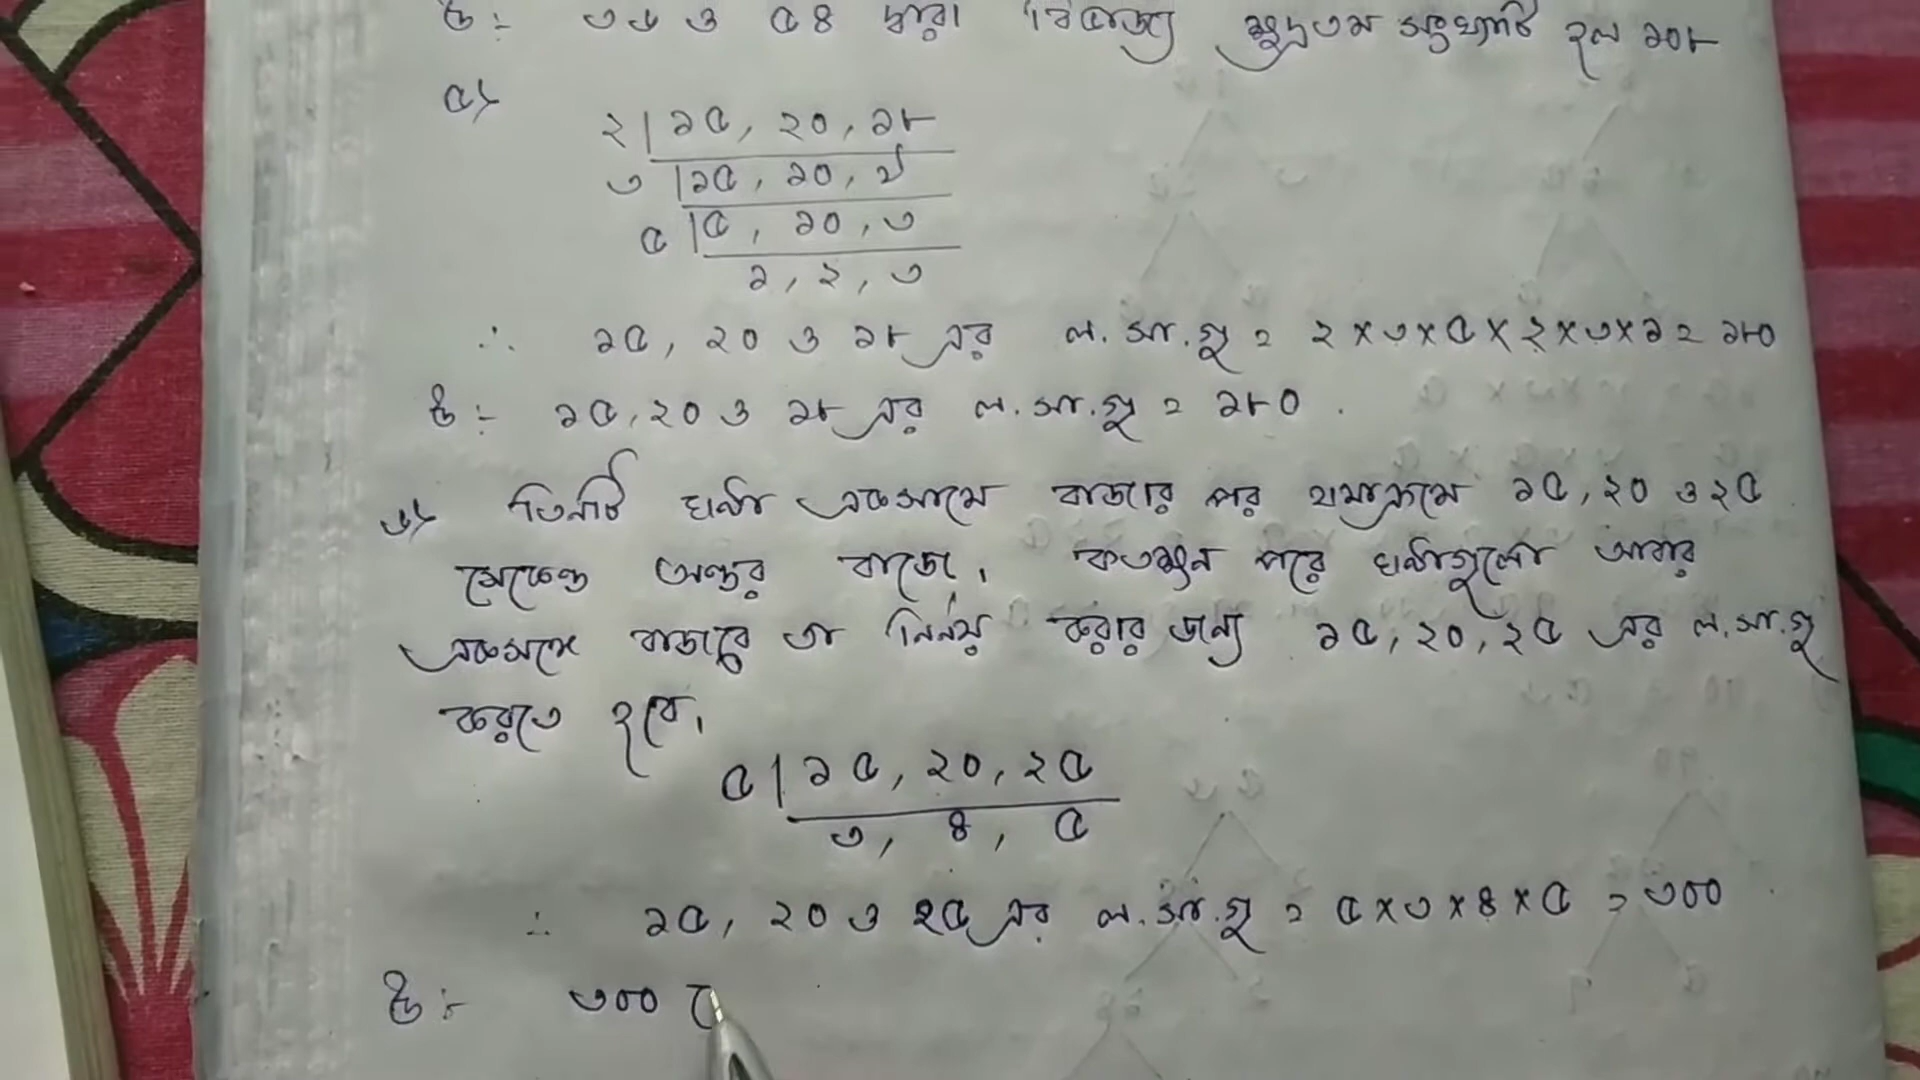 উ:- ৩৬ ও ৫৪ দ্বারা বিভাজ্য ক্ষুদ্রতম সংখ্যাটি হল ১০৮
৫)
২ | ১৫, ২০, ১৮
৩ | ১৫, ১০, ৯
৫ | ৫, ১০, ৩
১, ২, ৩
∴ ১৫, ২০ ও ১৮ এর ল.সা.গু = ২×৩×৫×২×৩×১ = ১৮০
উ:- ১৫, ২০ ও ১৮ এর ল.সা.গু = ১৮০.
৬) তিনটি ঘন্টা একসাথে বাজার পর যথাক্রমে ১৫, ২০ ও ২৫
সেকেন্ড অন্তর বাজে। কতক্ষন পরে ঘন্টাগুলো আবার
একসঙ্গে বাজবে তা নির্নয় করার জন্য ১৫, ২০, ২৫ এর ল.সা.গু
করতে হবে।
৫ | ১৫, ২০, ২৫
৩, ৪, ৫
∴ ১৫, ২০ ও ২৫ এর ল.সা.গু = ৫×৩×৪×৫ = ৩০০
উ:- ৩০০